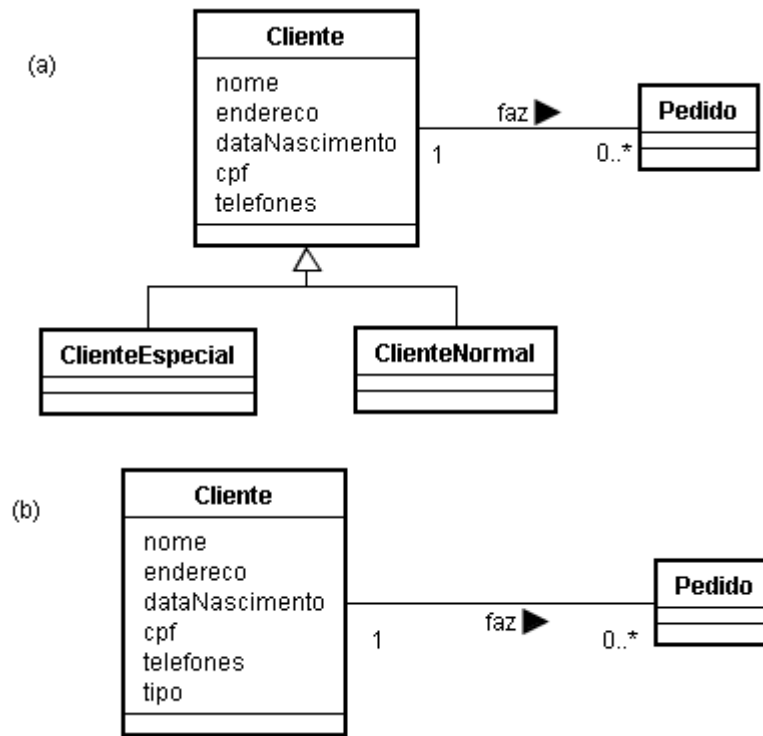 (a)
Cliente
nome
endereco
dataNascimento
cpf
telefones
faz
1
0..*
Pedido
ClienteEspecial
ClienteNormal
(b)
Cliente
nome
endereco
dataNascimento
cpf
telefones
tipo
1
faz
0..*
Pedido